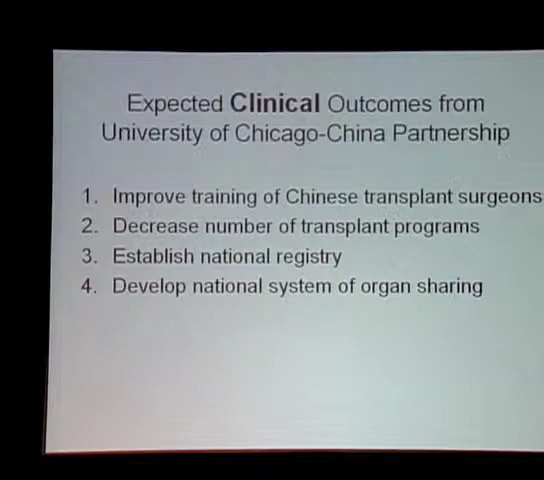 Expected Clinical Outcomes from
University of Chicago-China Partnership
1. Improve training of Chinese transplant surgeons
2. Decrease number of transplant programs
3. Establish national registry
4. Develop national system of organ sharing